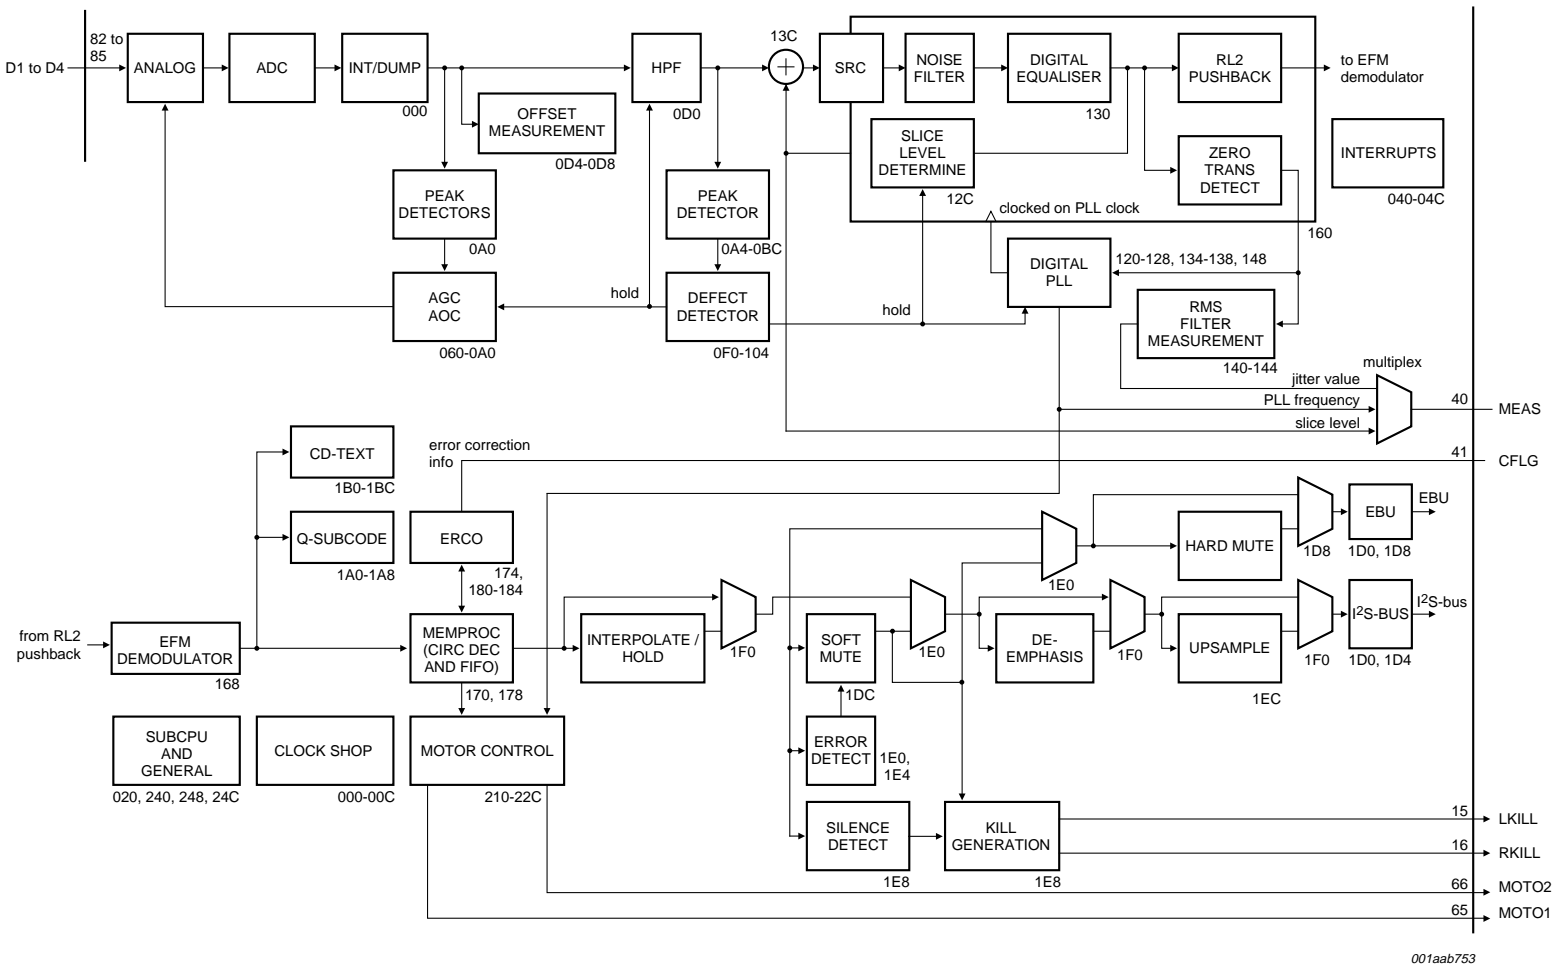 82 to
85
D1 to D4
ANALOG
ADC
INT/DUMP
000
OFFSET
MEASUREMENT
0D4-0D8
HPF
0D0
13C
+
SRC
NOISE
FILTER
DIGITAL
EQUALISER
130
RL2
PUSHBACK
to EFM
demodulator
SLICE
LEVEL
DETERMINE
12C
ZERO
TRANS
DETECT
INTERRUPTS
040-04C
PEAK
DETECTORS
0A0
PEAK
DETECTOR
0A4-0BC
clocked on PLL clock
160
AGC
AOC
060-0A0
hold
DEFECT
DETECTOR
0F0-104
hold
DIGITAL
PLL
120-128, 134-138, 148
RMS
FILTER
MEASUREMENT
140-144
multiplex
jitter value
PLL frequency
slice level
40
MEAS
41
CFLG
CD-TEXT
1B0-1BC
error correction
info
Q-SUBCODE
1A0-1A8
ERCO
174,
180-184
1E0
HARD MUTE
1D8
EBU
1D0, 1D8
EBU
from RL2
pushback
EFM
DEMODULATOR
168
MEMPROC
(CIRC DEC
AND FIFO)
170, 178
INTERPOLATE /
HOLD
1F0
SOFT
MUTE
1DC
1E0
DE-
EMPHASIS
1F0
UPSAMPLE
1EC
1F0
I2S-BUS
1D0, 1D4
I2S-bus
SUBCPU
AND
GENERAL
020, 240, 248, 24C
CLOCK SHOP
000-00C
MOTOR CONTROL
210-22C
ERROR
DETECT
1E0,
1E4
SILENCE
DETECT
1E8
KILL
GENERATION
1E8
15
LKILL
16
RKILL
66
MOTO2
65
MOTO1
001aab753